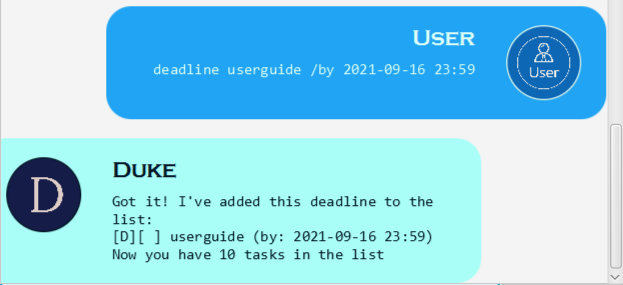 User
deadline userguide /by 2021-09-16 23:59
User
D
Duke
Got it! I've added this deadline to the
list:
[D][ ] userguide (by: 2021-09-16 23:59)
Now you have 10 tasks in the list